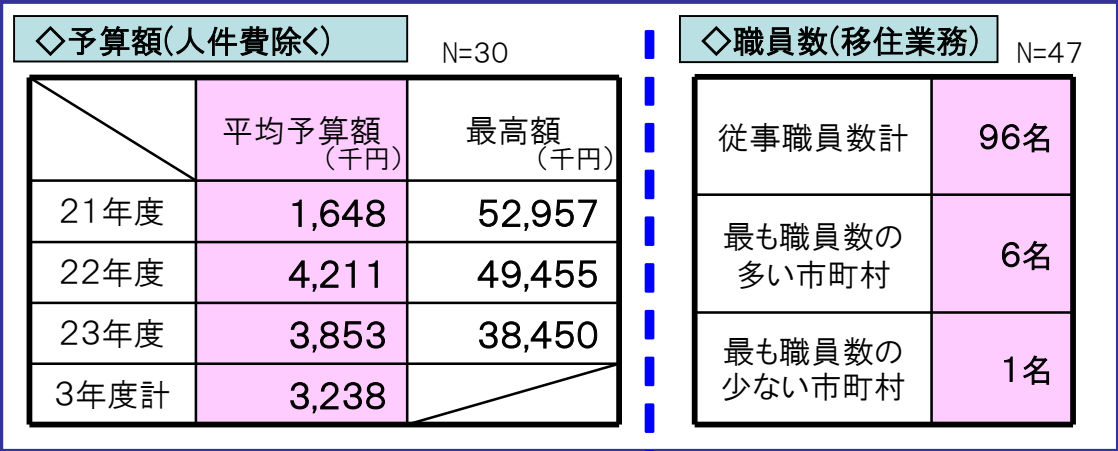 ◇予算額(人件費除く)
N=30
平均予算額
(千円)
最高額
(千円)
21年度 1,648 52,957
22年度 4,211 49,455
23年度 3,853 38,450
3年度計 3,238
◇職員数(移住業務)
N=47
従事職員数計 96名
最も職員数の
多い市町村 6名
最も職員数の
少ない市町村 1名